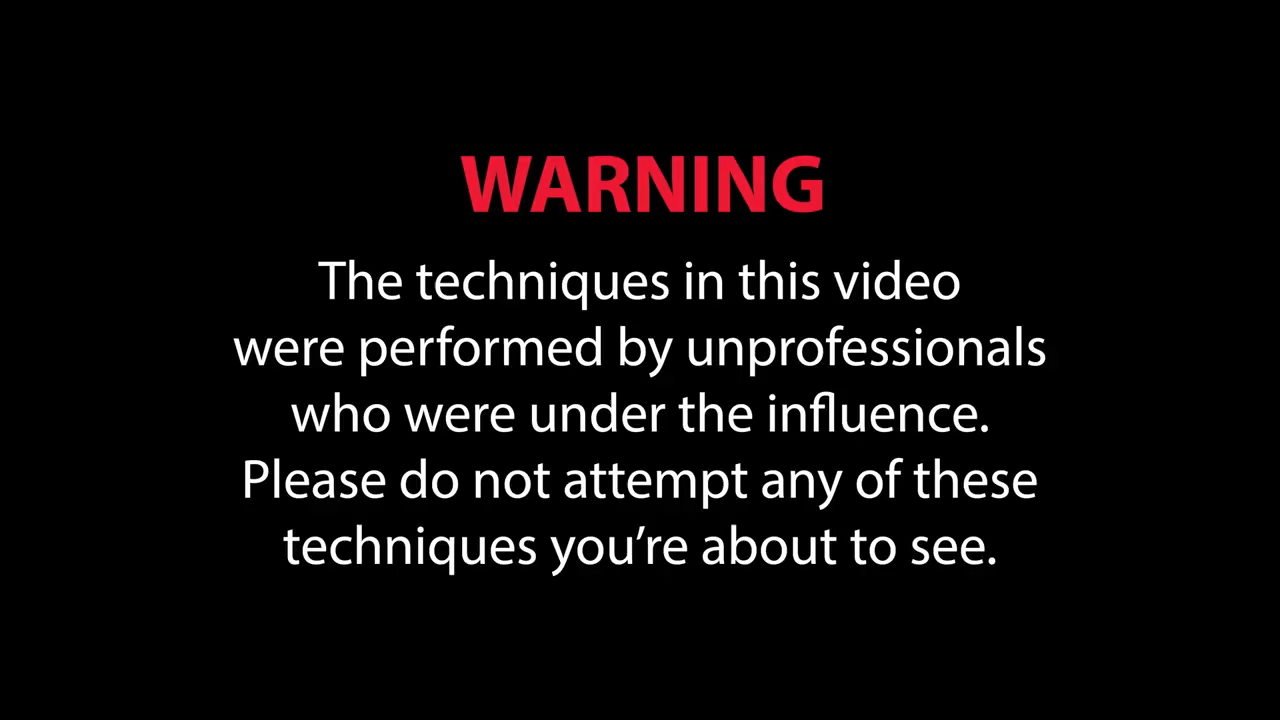 WARNING
The techniques in this video
were performed by unprofessionals
who were under the influence.
Please do not attempt any of these
techniques you’re about to see.